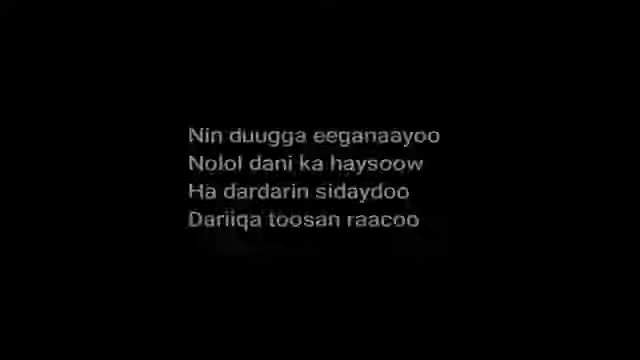 Nin duugga eeganaayoo
Nolol dani ka haysoow
Ha dardarin sidaydoo
Dariiqa toosan raacoo